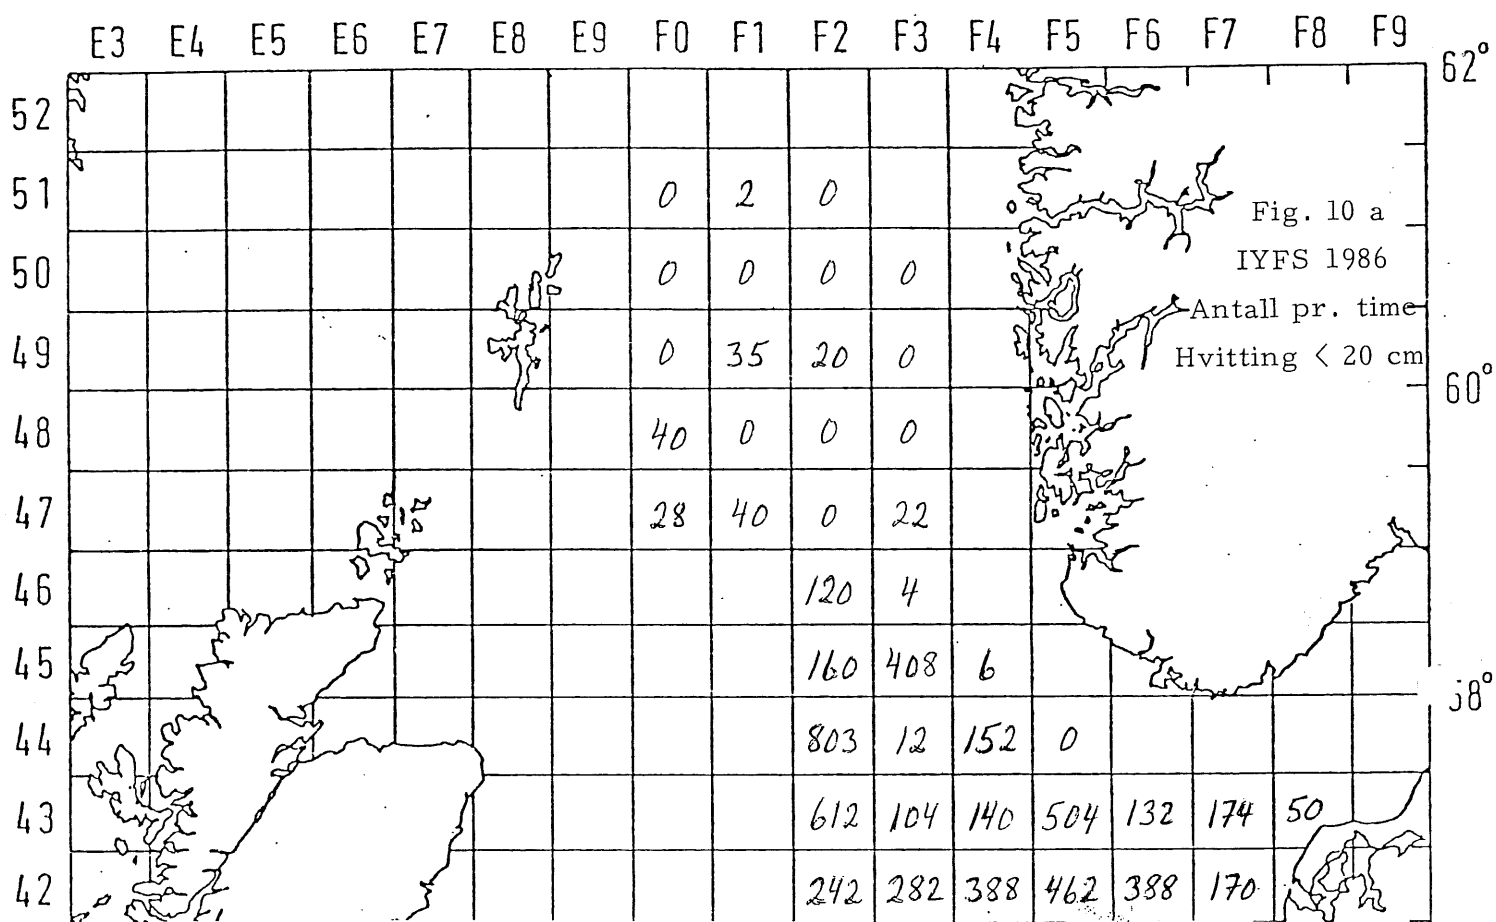 E3 E4 E5 E6 E7 E8 E9 F0 F1 F2 F3 F4 F5 F6 F7 F8 F9
62°
52
51 0 2 0
Fig. 10 a
50 0 0 0 0
IYFS 1986
Antall pr. time
49 0 35 20 0
Hvitting < 20 cm
60°
48 40 0 0 0
47 28 40 0 22
46 120 4
45 160 408 6
58°
44 803 12 152 0
43 612 104 140 504 132 174 50
42 242 282 388 462 388 170